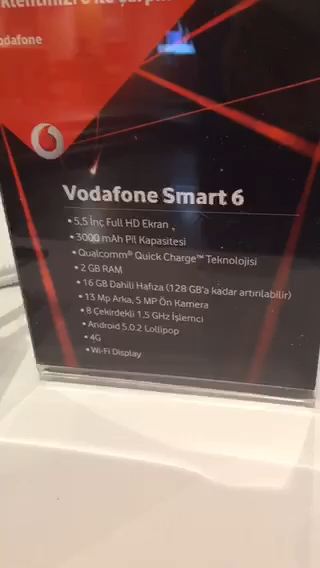 odafone
Vodafone Smart 6
• 5,5 İnç Full HD Ekran
• 3000 mAh Pil Kapasitesi
• Qualcomm® Quick Charge™ Teknolojisi
• 2 GB RAM
• 16 GB Dahili Hafıza (128 GB'a kadar artırılabilir)
• 13 Mp Arka, 5 MP Ön Kamera
• 8 Çekirdekli 1.5 GHz İşlemci
• Android 5.0.2 Lollipop
• 4G
• Wi-Fi Display